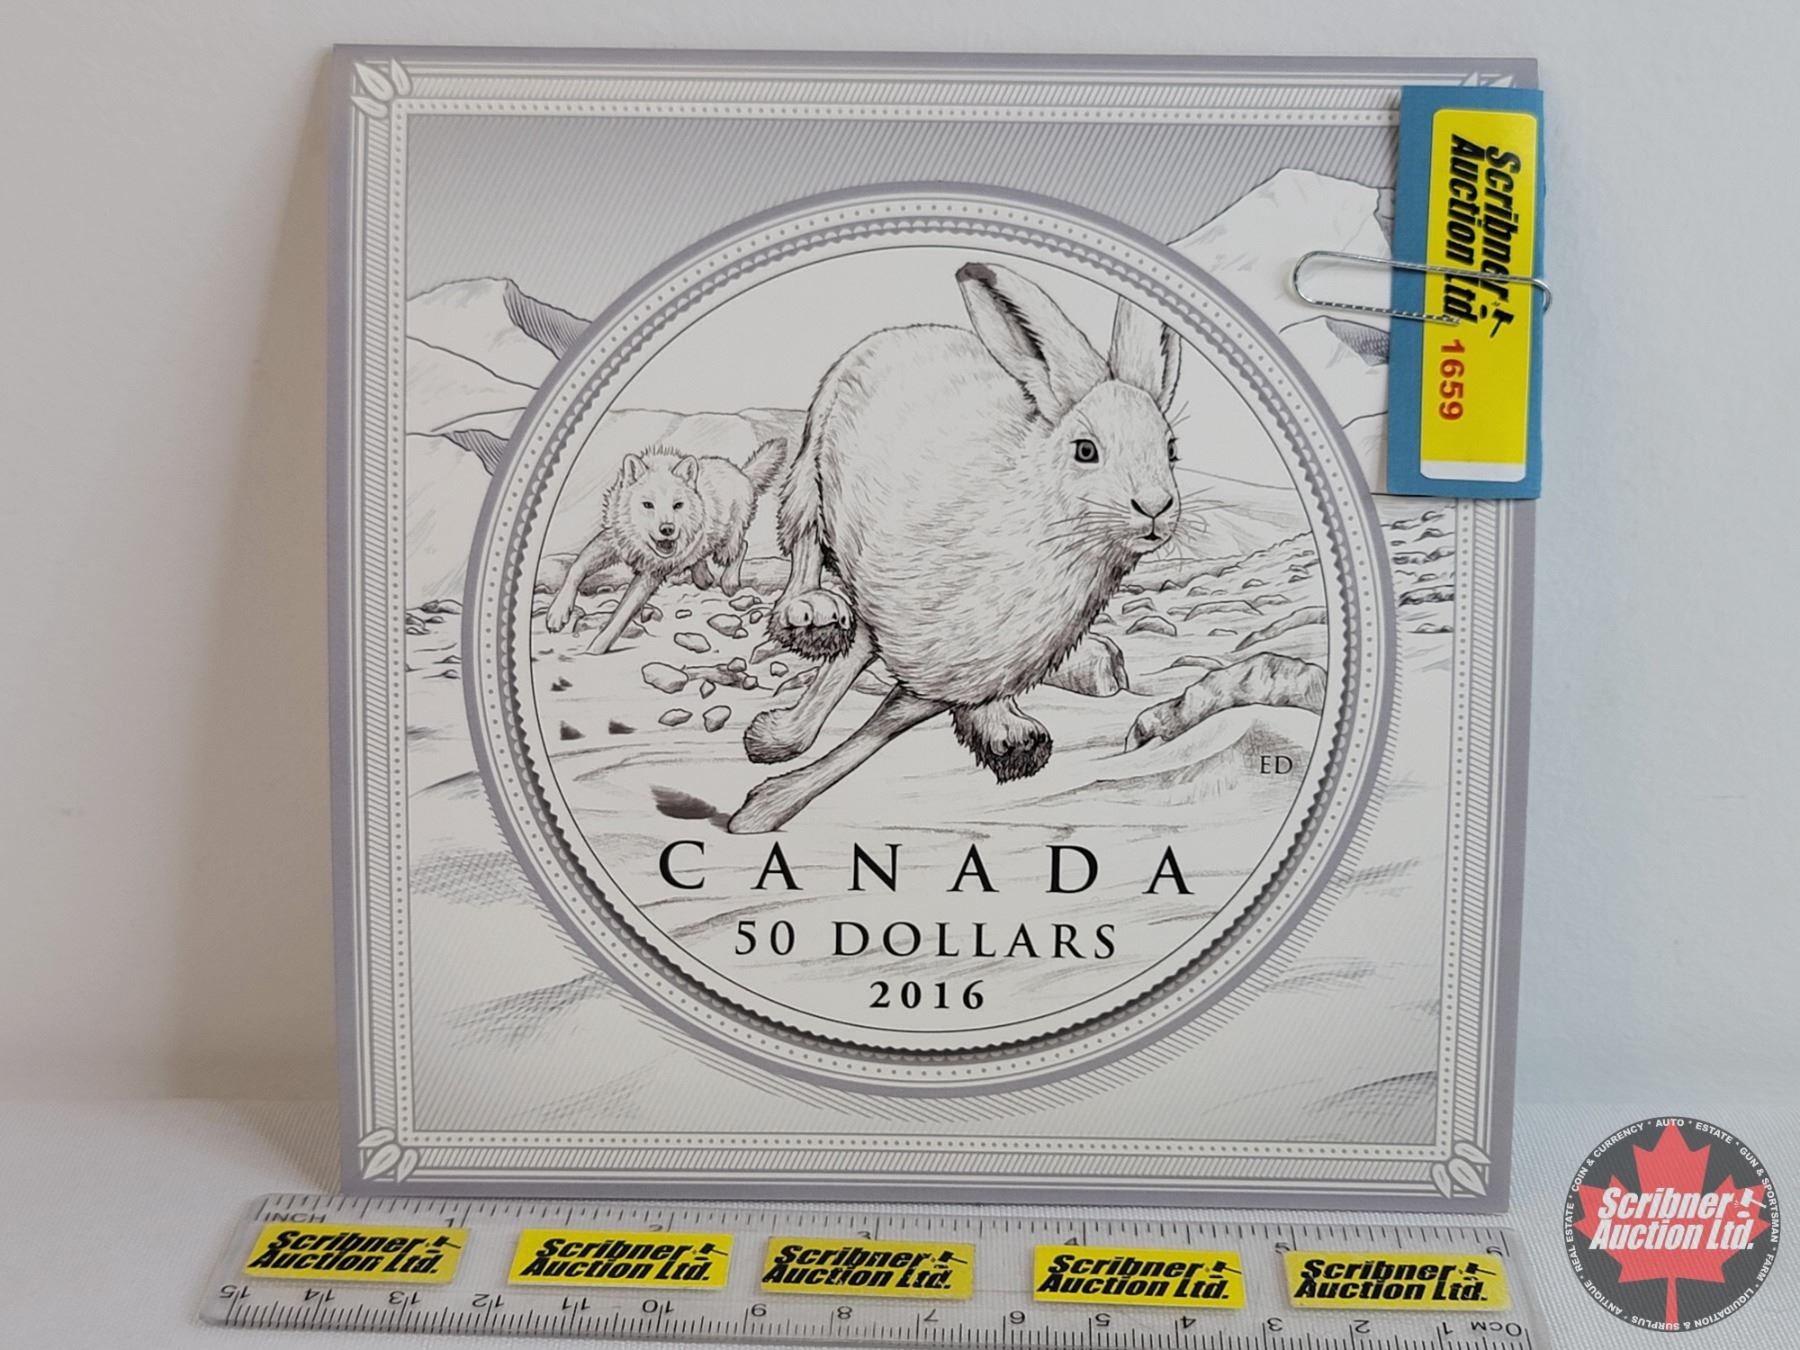 Scribner
Auction Ltd.
1659
ED
CANADA
50 DOLLARS
2016
INCH
1 2 3 4 5 6
Scribner
Auction Ltd.
Scribner
Auction Ltd.
Scribner
Auction Ltd.
Scribner
Auction Ltd.
Scribner
Auction Ltd.
15 14 13 12 11 10 9 8 7 6 5 4 3 2 1 0CM
COIN & CURRENCY * AUTO * ESTATE * GUN & SPORTSMAN * FARM * LIQUIDATION & SURPLUS * ANTIQUE * REAL ESTATE *
Scribner
Auction Ltd.